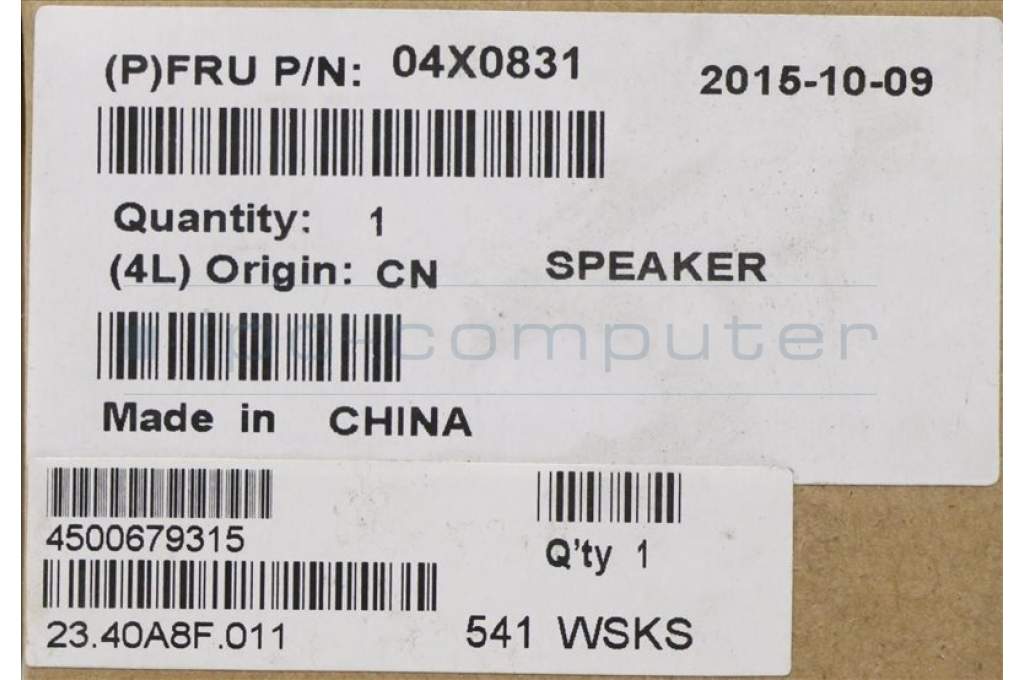 (P)FRU P/N: 04X0831
2015-10-09
Quantity: 1
(4L) Origin: CN
SPEAKER
ipc-computer
Made in CHINA
4500679315
Q'ty 1
23.40A8F.011
541 WSKS